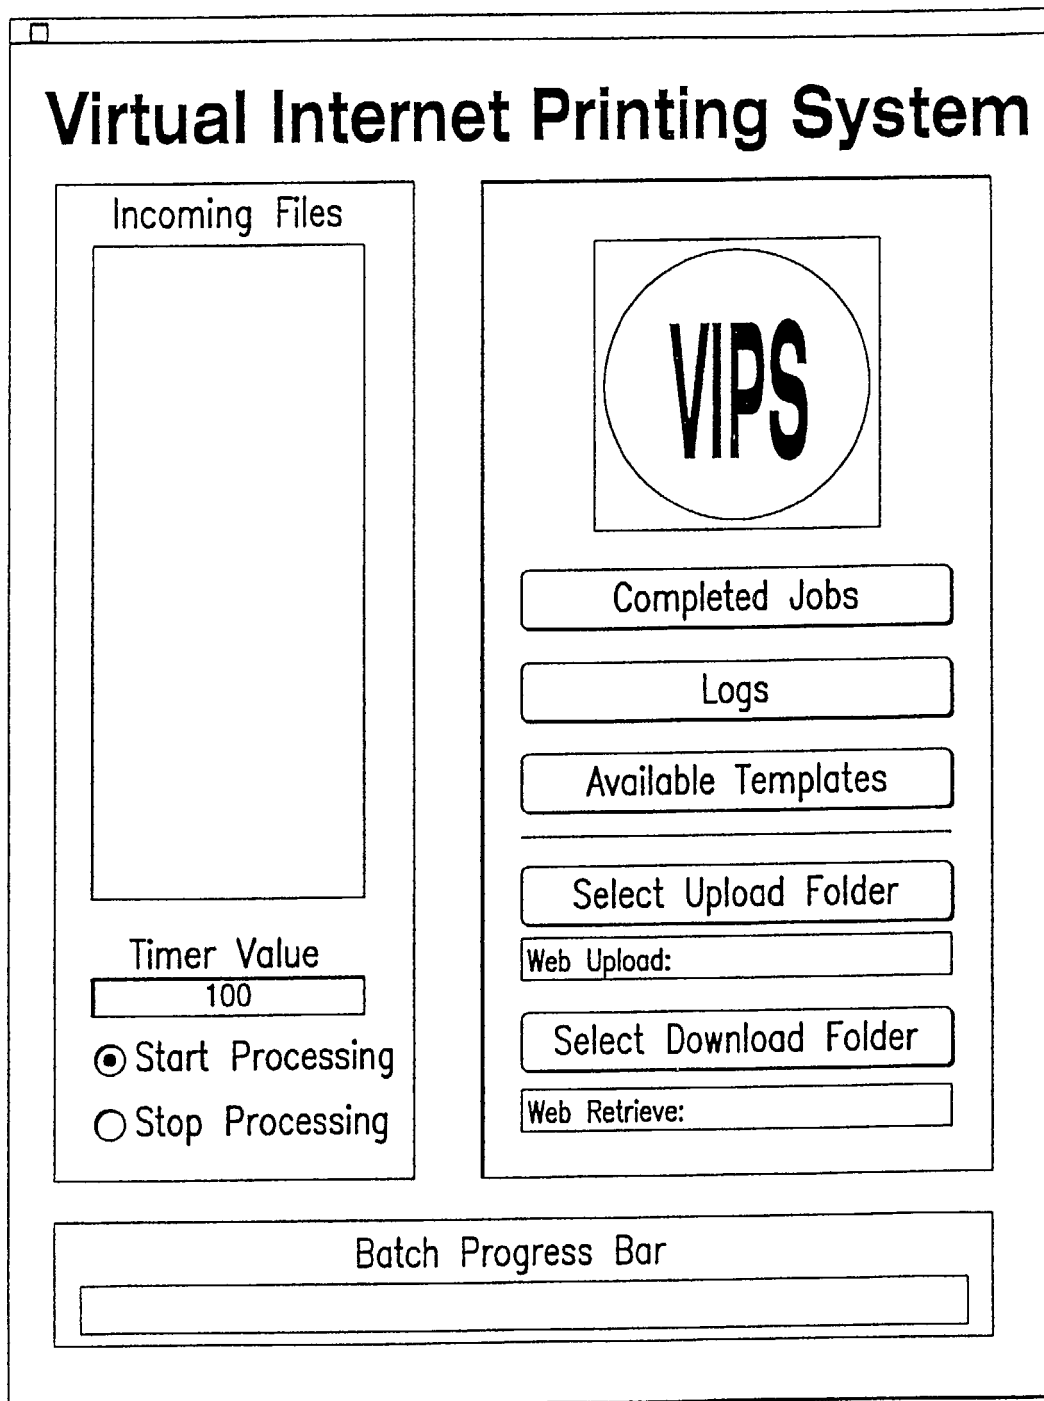 Virtual Internet Printing System
Incoming Files
Timer Value
100
Start Processing
Stop Processing
VIPS
Completed Jobs
Logs
Available Templates
Select Upload Folder
Web Upload:
Select Download Folder
Web Retrieve:
Batch Progress Bar